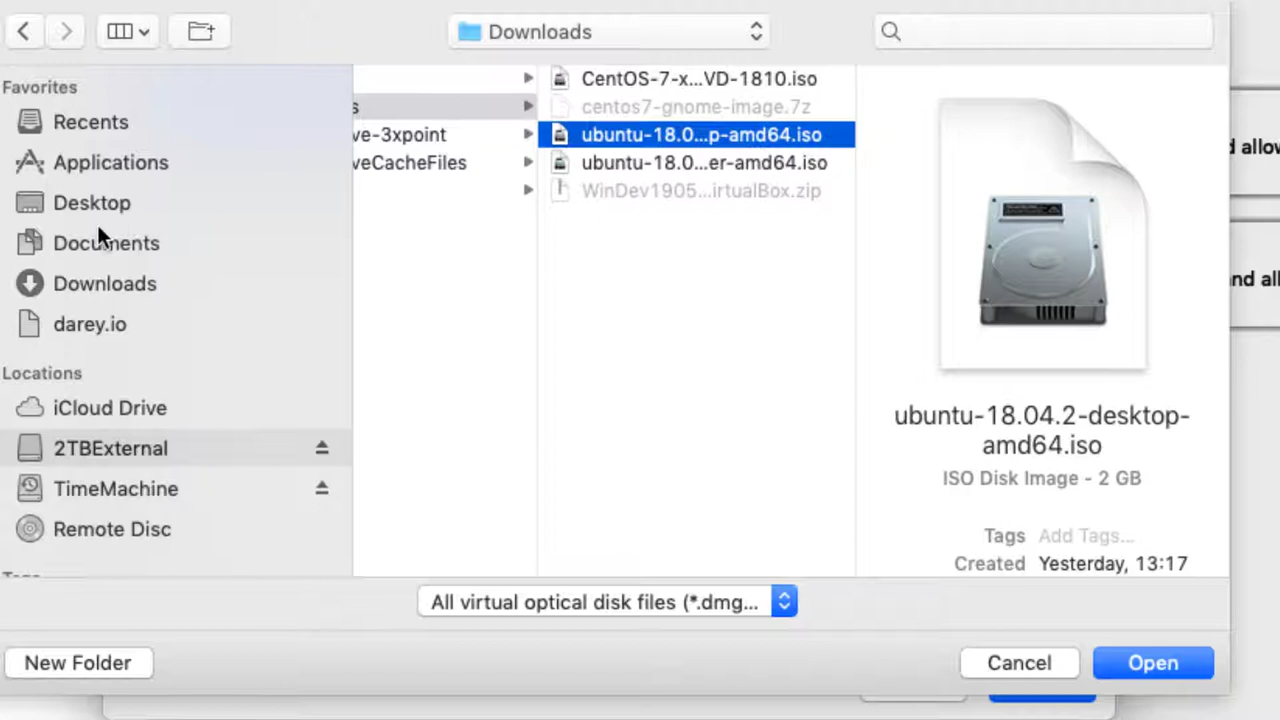 Downloads
Favorites
Recents
Applications
Desktop
Documents
Downloads
darey.io
Locations
iCloud Drive
2TBExternal
TimeMachine
Remote Disc
s
ve-3xpoint
veCacheFiles
CentOS-7-x...VD-1810.iso
centos7-gnome-image.7z
ubuntu-18.0...p-amd64.iso
ubuntu-18.0...er-amd64.iso
WinDev1905...irtualBox.zip
ubuntu-18.04.2-desktop-
amd64.iso
ISO Disk Image - 2 GB
Tags Add Tags...
Created Yesterday, 13:17
d allow
nd all
All virtual optical disk files (*.dmg...
New Folder
Cancel
Open